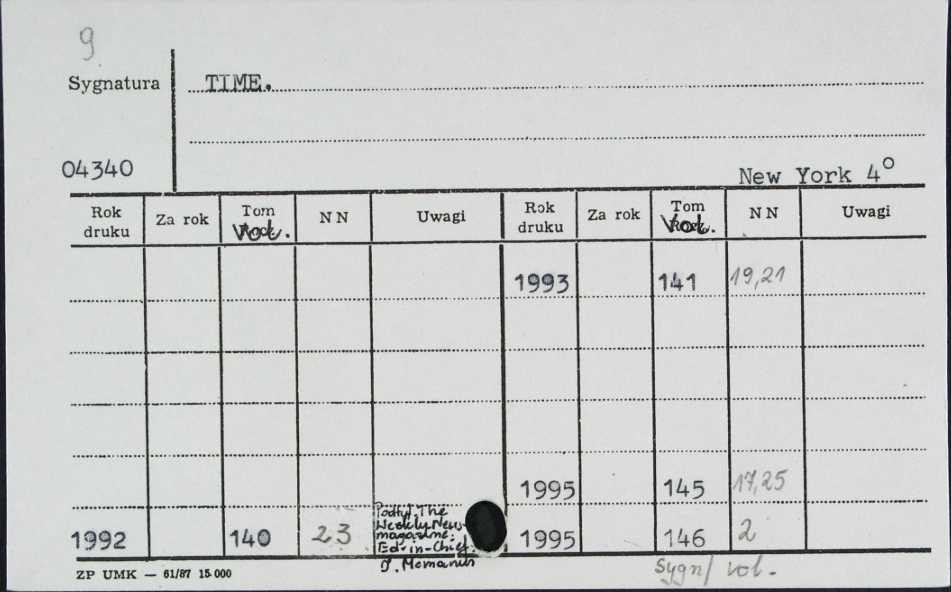 9
Sygnatura
TIME.
04340
New York 4°
Rok druku Za rok Tom Vol. NN Uwagi Rok druku Za rok Tom Vol. NN Uwagi
1993 141 19,21
1995 145 17,25
1992 140 23 Podtyt. The
Weekly News-
magazine;
Ed-in-Chief:
J.
1995 146 2
ZP UMK — 61/87 15 000
Sygn/ vol.